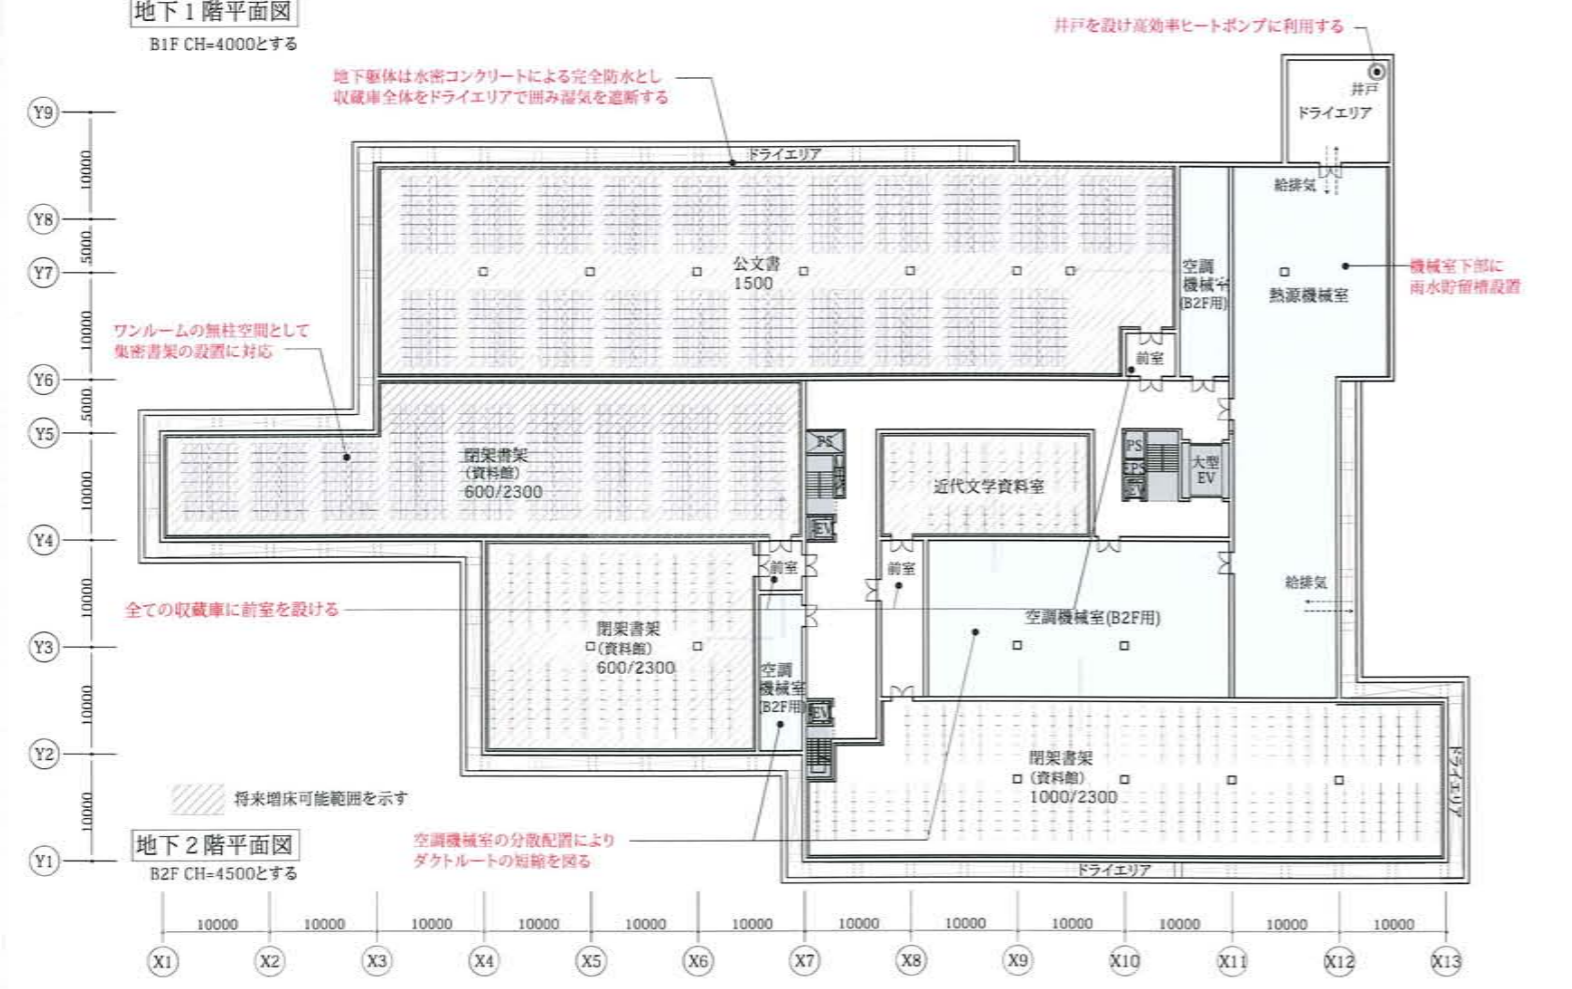 地下1階平面図
B1F CH=4000とする
井戸を設け高効率ヒートポンプに利用する
地下躯体は水密コンクリートによる完全防水とし
収蔵庫全体をドライエリアで囲み湿気を遮断する
井戸
ドライエリア
ドライエリア
給排気
公文書
1500
空調
機械室
(B2F用)
熱源機械室
機械室下部に
雨水貯留槽設置
ワンルームの無柱空間として
集密書架の設置に対応
前室
閉架書架
(資料館)
600/2300
PS
EV
近代文学資料室
PS
EPS
EV
大型
EV
前室
前室
給排気
全ての収蔵庫に前室を設ける
閉架書架
(資料館)
600/2300
空調機械室(B2F用)
空調
機械室
(B2F用)
EV
閉架書架
(資料館)
1000/2300
ドライエリア
将来増床可能範囲を示す
空調機械室の分散配置により
ダクトルートの短縮を図る
地下2階平面図
B2F CH=4500とする
ドライエリア
Y9
10000
Y8
5000
Y7
10000
Y6
5000
Y5
10000
Y4
10000
Y3
10000
Y2
10000
Y1
10000 10000 10000 10000 10000 10000 10000 10000 10000 10000 10000 10000
X1 X2 X3 X4 X5 X6 X7 X8 X9 X10 X11 X12 X13